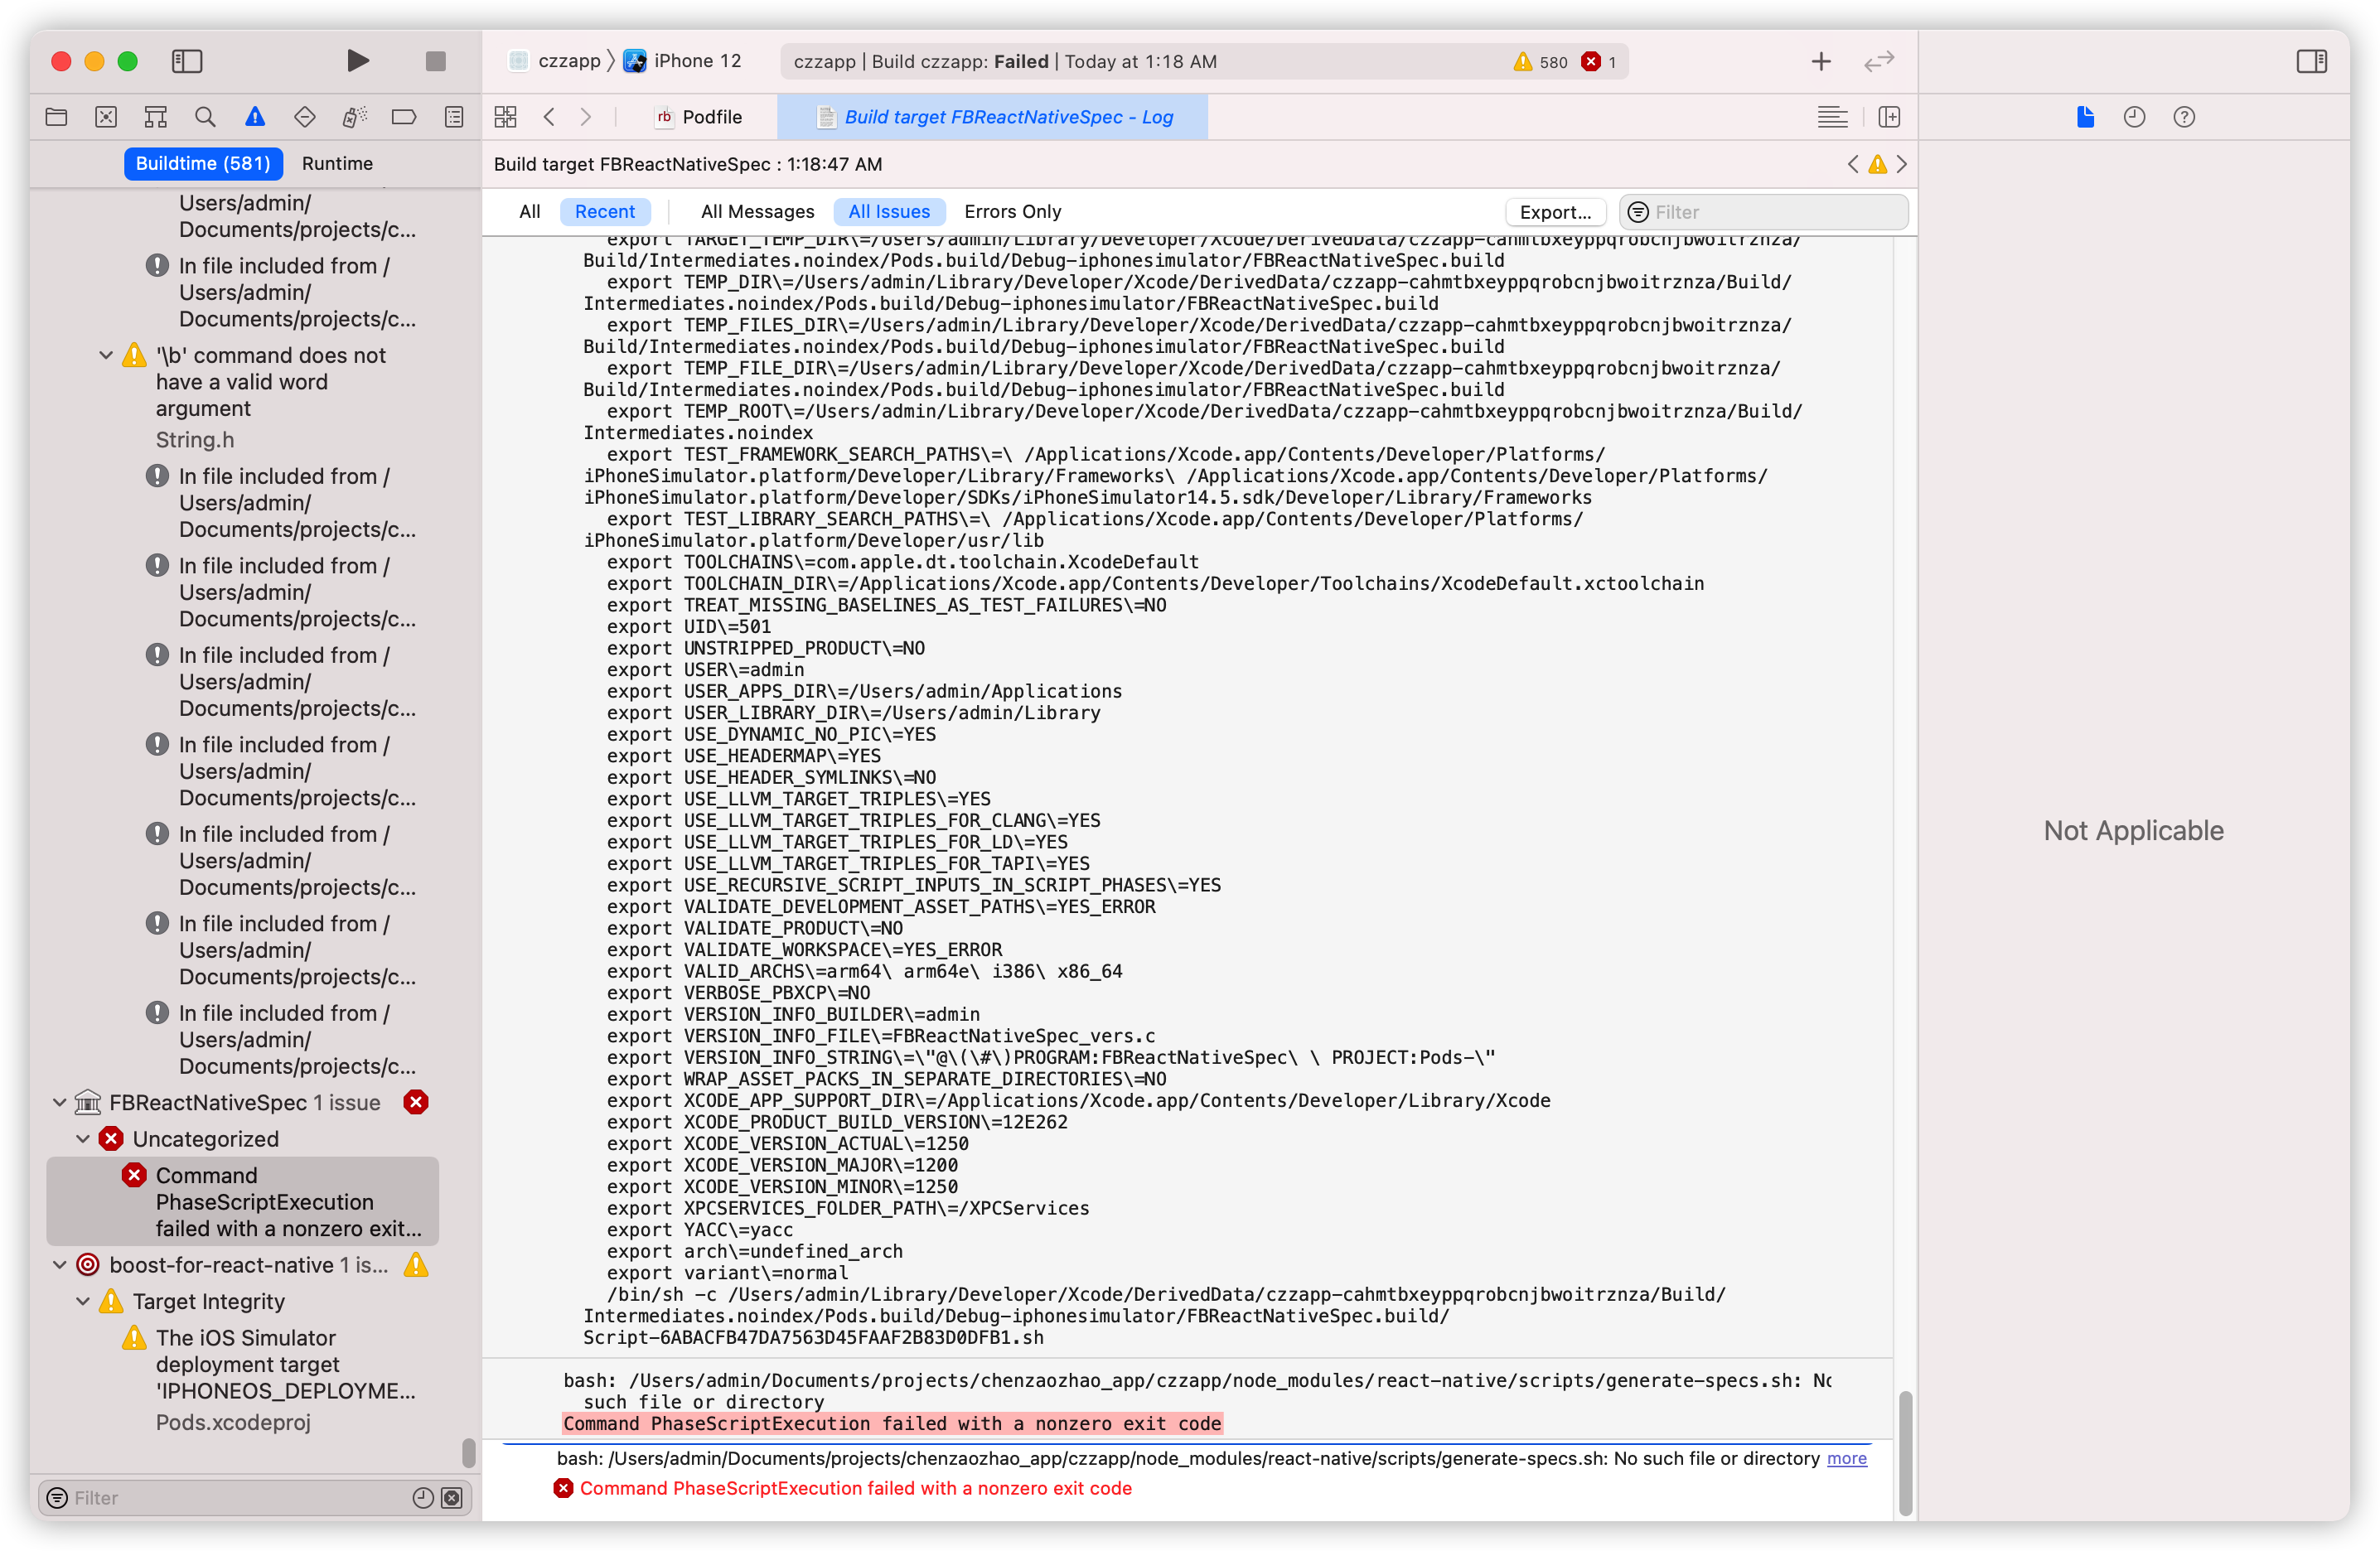 czzapp 〉 iPhone 12
czzapp | Build czzapp: Failed | Today at 1:18 AM
580 1
Podfile
Build target FBReactNativeSpec - Log
Buildtime (581) Runtime
Build target FBReactNativeSpec : 1:18:47 AM
All Recent All Messages All Issues Errors Only
Export... Filter
Users/admin/
Documents/projects/c...
In file included from /
Users/admin/
Documents/projects/c...
'\b' command does not
have a valid word
argument
String.h
In file included from /
Users/admin/
Documents/projects/c...
In file included from /
Users/admin/
Documents/projects/c...
In file included from /
Users/admin/
Documents/projects/c...
In file included from /
Users/admin/
Documents/projects/c...
In file included from /
Users/admin/
Documents/projects/c...
In file included from /
Users/admin/
Documents/projects/c...
In file included from /
Users/admin/
Documents/projects/c...
FBReactNativeSpec 1 issue
Uncategorized
Command
PhaseScriptExecution
failed with a nonzero exit...
boost-for-react-native 1 is...
Target Integrity
The iOS Simulator
deployment target
'IPHONEOS_DEPLOYME...
Pods.xcodeproj
Filter
export TARGET_TEMP_DIR\=/Users/admin/Library/Developer/Xcode/DerivedData/czzapp-cahmtbxeyppqrobcnjbwoitrznza/
Build/Intermediates.noindex/Pods.build/Debug-iphonesimulator/FBReactNativeSpec.build
export TEMP_DIR\=/Users/admin/Library/Developer/Xcode/DerivedData/czzapp-cahmtbxeyppqrobcnjbwoitrznza/Build/
Intermediates.noindex/Pods.build/Debug-iphonesimulator/FBReactNativeSpec.build
export TEMP_FILES_DIR\=/Users/admin/Library/Developer/Xcode/DerivedData/czzapp-cahmtbxeyppqrobcnjbwoitrznza/
Build/Intermediates.noindex/Pods.build/Debug-iphonesimulator/FBReactNativeSpec.build
export TEMP_FILE_DIR\=/Users/admin/Library/Developer/Xcode/DerivedData/czzapp-cahmtbxeyppqrobcnjbwoitrznza/
Build/Intermediates.noindex/Pods.build/Debug-iphonesimulator/FBReactNativeSpec.build
export TEMP_ROOT\=/Users/admin/Library/Developer/Xcode/DerivedData/czzapp-cahmtbxeyppqrobcnjbwoitrznza/Build/
Intermediates.noindex
export TEST_FRAMEWORK_SEARCH_PATHS\=\ /Applications/Xcode.app/Contents/Developer/Platforms/
iPhoneSimulator.platform/Developer/Library/Frameworks\ /Applications/Xcode.app/Contents/Developer/Platforms/
iPhoneSimulator.platform/Developer/SDKs/iPhoneSimulator14.5.sdk/Developer/Library/Frameworks
export TEST_LIBRARY_SEARCH_PATHS\=\ /Applications/Xcode.app/Contents/Developer/Platforms/
iPhoneSimulator.platform/Developer/usr/lib
export TOOLCHAINS\=com.apple.dt.toolchain.XcodeDefault
export TOOLCHAIN_DIR\=/Applications/Xcode.app/Contents/Developer/Toolchains/XcodeDefault.xctoolchain
export TREAT_MISSING_BASELINES_AS_TEST_FAILURES\=NO
export UID\=501
export UNSTRIPPED_PRODUCT\=NO
export USER\=admin
export USER_APPS_DIR\=/Users/admin/Applications
export USER_LIBRARY_DIR\=/Users/admin/Library
export USE_DYNAMIC_NO_PIC\=YES
export USE_HEADERMAP\=YES
export USE_HEADER_SYMLINKS\=NO
export USE_LLVM_TARGET_TRIPLES\=YES
export USE_LLVM_TARGET_TRIPLES_FOR_CLANG\=YES
export USE_LLVM_TARGET_TRIPLES_FOR_LD\=YES
export USE_LLVM_TARGET_TRIPLES_FOR_TAPI\=YES
export USE_RECURSIVE_SCRIPT_INPUTS_IN_SCRIPT_PHASES\=YES
export VALIDATE_DEVELOPMENT_ASSET_PATHS\=YES_ERROR
export VALIDATE_PRODUCT\=NO
export VALIDATE_WORKSPACE\=YES_ERROR
export VALID_ARCHS\=arm64\ arm64e\ i386\ x86_64
export VERBOSE_PBXCP\=NO
export VERSION_INFO_BUILDER\=admin
export VERSION_INFO_FILE\=FBReactNativeSpec_vers.c
export VERSION_INFO_STRING\=\"@\(\#\)PROGRAM:FBReactNativeSpec\ \ PROJECT:Pods-\"
export WRAP_ASSET_PACKS_IN_SEPARATE_DIRECTORIES\=NO
export XCODE_APP_SUPPORT_DIR\=/Applications/Xcode.app/Contents/Developer/Library/Xcode
export XCODE_PRODUCT_BUILD_VERSION\=12E262
export XCODE_VERSION_ACTUAL\=1250
export XCODE_VERSION_MAJOR\=1200
export XCODE_VERSION_MINOR\=1250
export XPCSERVICES_FOLDER_PATH\=/XPCServices
export YACC\=yacc
export arch\=undefined_arch
export variant\=normal
/bin/sh -c /Users/admin/Library/Developer/Xcode/DerivedData/czzapp-cahmtbxeyppqrobcnjbwoitrznza/Build/
Intermediates.noindex/Pods.build/Debug-iphonesimulator/FBReactNativeSpec.build/
Script-6ABACFB47DA7563D45FAAF2B83D0DFB1.sh
bash: /Users/admin/Documents/projects/chenzaozhao_app/czzapp/node_modules/react-native/scripts/generate-specs.sh: No
such file or directory
Command PhaseScriptExecution failed with a nonzero exit code
bash: /Users/admin/Documents/projects/chenzaozhao_app/czzapp/node_modules/react-native/scripts/generate-specs.sh: No such file or directory more
Command PhaseScriptExecution failed with a nonzero exit code
Not Applicable